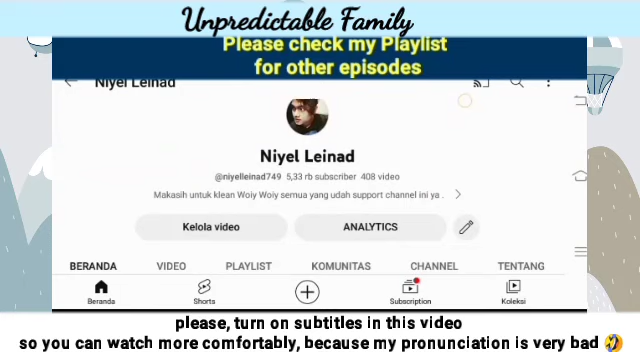 Unpredictable Family
Please check my Playlist
for other episodes
Niyel Leinad
Niyel Leinad
@niyelleinad749 5,33 rb subscriber 408 video
Makasih untuk klean Woiy Woiy semua yang udah support channel ini ya .
Kelola video
ANALYTICS
BERANDA VIDEO PLAYLIST KOMUNITAS CHANNEL TENTANG
Beranda Shorts Subscription Koleksi
please, turn on subtitles in this video
so you can watch more comfortably, because my pronunciation is very bad 🤣